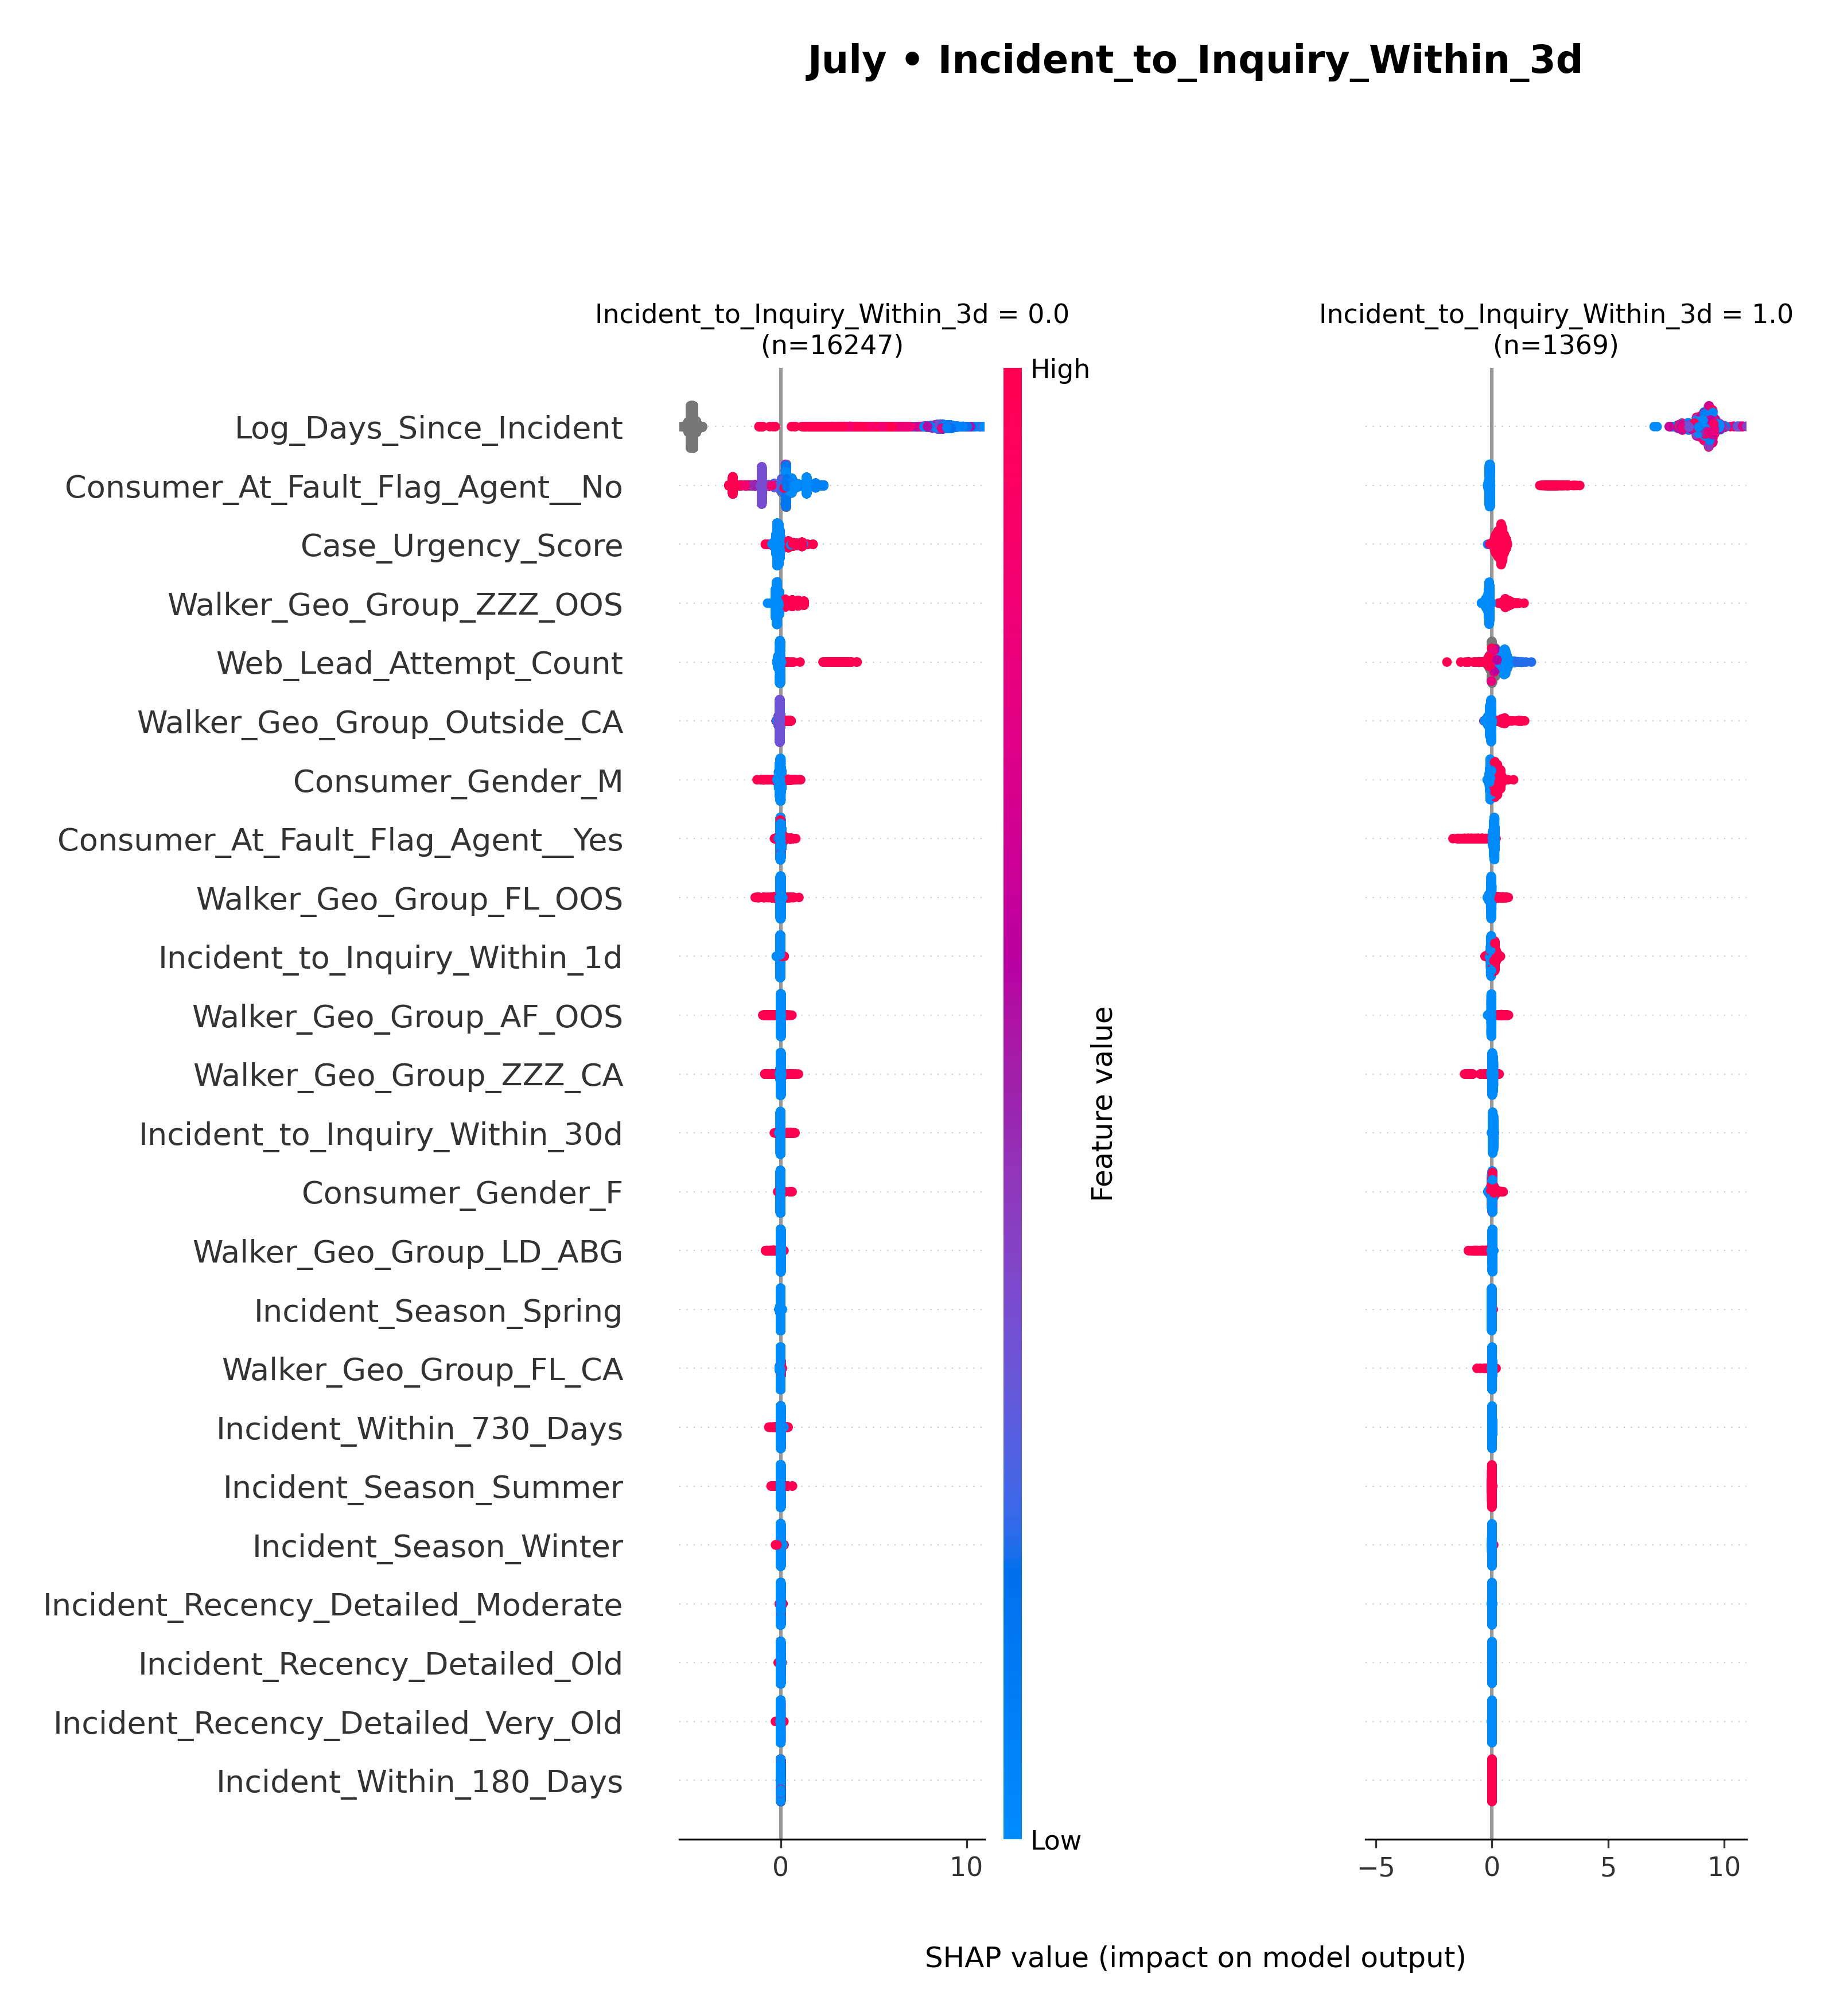 July • Incident_to_Inquiry_Within_3d
Incident_to_Inquiry_Within_3d = 0.0
(n=16247)
Incident_to_Inquiry_Within_3d = 1.0
(n=1369)
High
Log_Days_Since_Incident
Consumer_At_Fault_Flag_Agent__No
Case_Urgency_Score
Walker_Geo_Group_ZZZ_OOS
Web_Lead_Attempt_Count
Walker_Geo_Group_Outside_CA
Consumer_Gender_M
Consumer_At_Fault_Flag_Agent__Yes
Walker_Geo_Group_FL_OOS
Incident_to_Inquiry_Within_1d
Walker_Geo_Group_AF_OOS
Walker_Geo_Group_ZZZ_CA
Incident_to_Inquiry_Within_30d
Consumer_Gender_F
Walker_Geo_Group_LD_ABG
Incident_Season_Spring
Walker_Geo_Group_FL_CA
Incident_Within_730_Days
Incident_Season_Summer
Incident_Season_Winter
Incident_Recency_Detailed_Moderate
Incident_Recency_Detailed_Old
Incident_Recency_Detailed_Very_Old
Incident_Within_180_Days
Feature value
Low
0 10
−5 0 5 10
SHAP value (impact on model output)